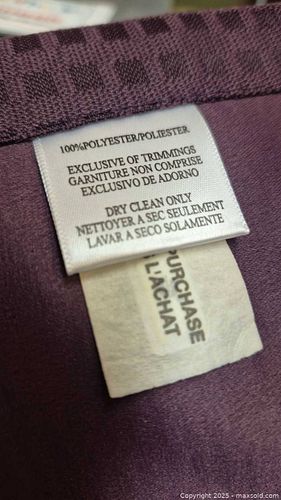 100%POLYESTER/POLIESTER
EXCLUSIVE OF TRIMMINGS
GARNITURE NON COMPRISE
EXCLUSIVO DE ADORNO
DRY CLEAN ONLY
NETTOYER A SEC SEULEMENT
LAVAR A SECO SOLAMENTE
PURCHASE
L'ACHAT
Copyright © 2025 - maxsold.com